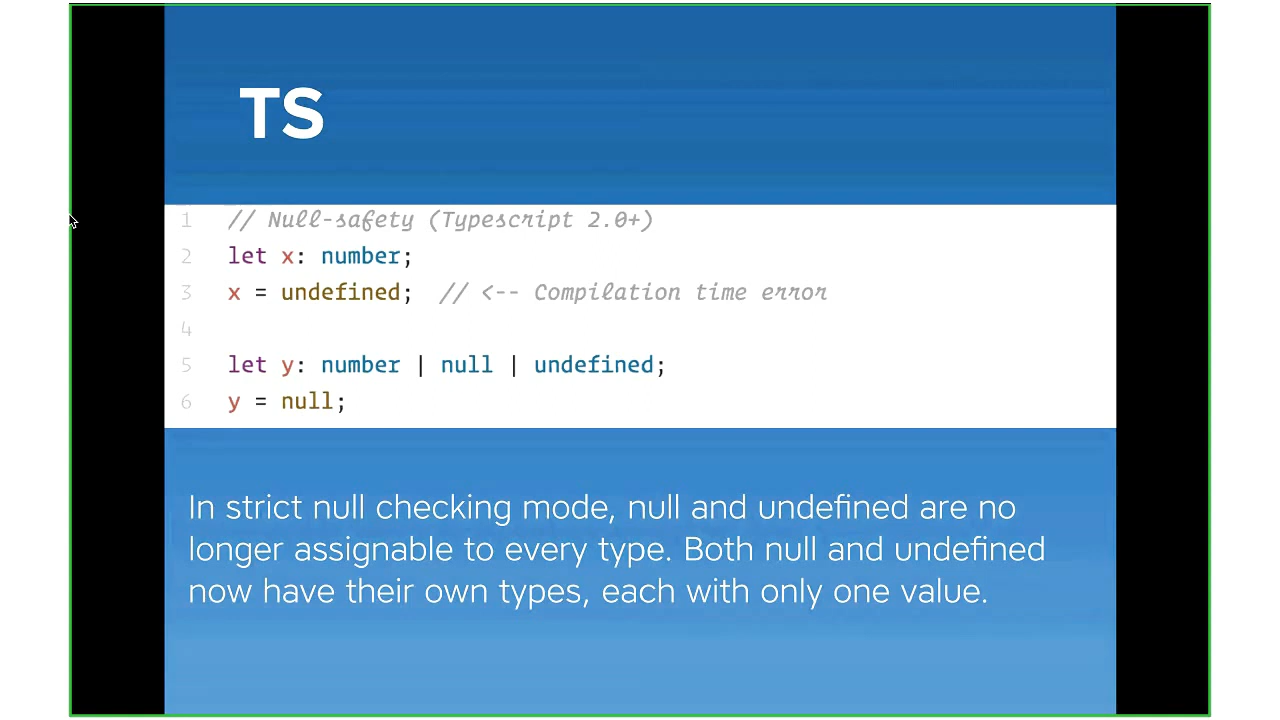 TS
1 // Null-safety (Typescript 2.0+)
2 let x: number;
3 x = undefined; // <-- Compilation time error
4
5 let y: number | null | undefined;
6 y = null;
In strict null checking mode, null and undefined are no
longer assignable to every type. Both null and undefined
now have their own types, each with only one value.